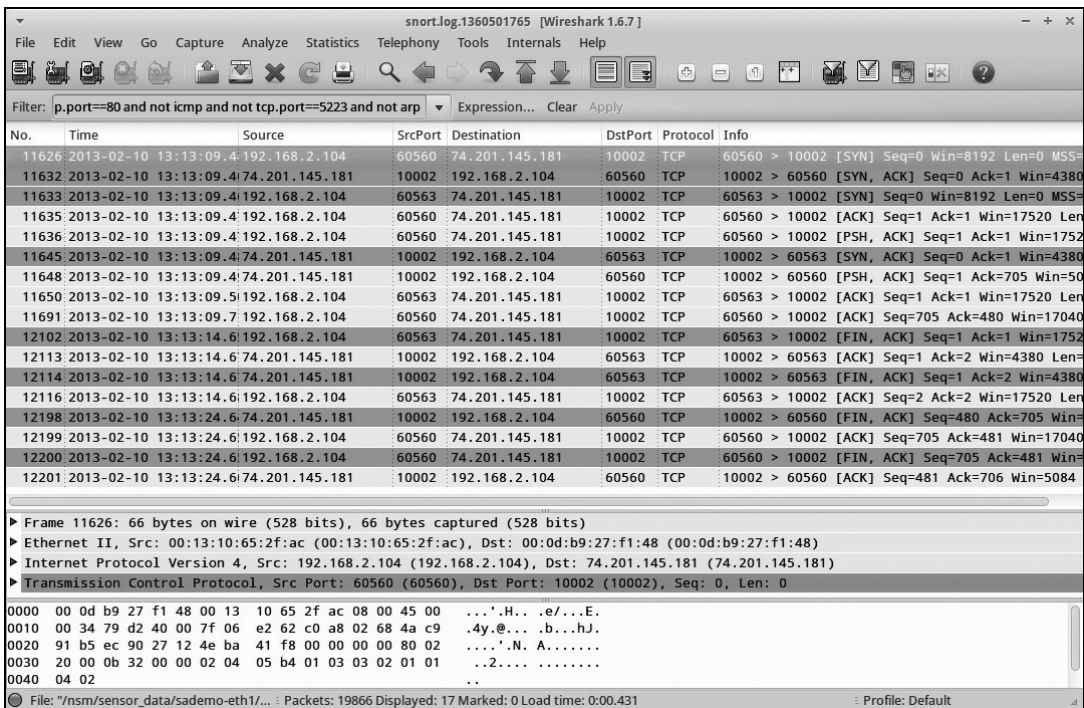 snort.log.1360501765 [Wireshark 1.6.7 ]
File Edit View Go Capture Analyze Statistics Telephony Tools Internals Help
Filter: p.port==80 and not icmp and not tcp.port==5223 and not arp Expression... Clear Apply
No. Time Source SrcPort Destination DstPort Protocol Info
11626 2013-02-10 13:13:09.4 192.168.2.104 60560 74.201.145.181 10002 TCP 60560 > 10002 [SYN] Seq=0 Win=8192 Len=0 MSS=
11632 2013-02-10 13:13:09.4 74.201.145.181 10002 192.168.2.104 60560 TCP 10002 > 60560 [SYN, ACK] Seq=0 Ack=1 Win=4380
11633 2013-02-10 13:13:09.4 192.168.2.104 60563 74.201.145.181 10002 TCP 60563 > 10002 [SYN] Seq=0 Win=8192 Len=0 MSS=
11635 2013-02-10 13:13:09.4 192.168.2.104 60560 74.201.145.181 10002 TCP 60560 > 10002 [ACK] Seq=1 Ack=1 Win=17520 Len
11636 2013-02-10 13:13:09.4 192.168.2.104 60560 74.201.145.181 10002 TCP 60560 > 10002 [PSH, ACK] Seq=1 Ack=1 Win=1752
11645 2013-02-10 13:13:09.4 74.201.145.181 10002 192.168.2.104 60563 TCP 10002 > 60563 [SYN, ACK] Seq=0 Ack=1 Win=4380
11648 2013-02-10 13:13:09.4 74.201.145.181 10002 192.168.2.104 60560 TCP 10002 > 60560 [PSH, ACK] Seq=1 Ack=705 Win=50
11650 2013-02-10 13:13:09.5 192.168.2.104 60563 74.201.145.181 10002 TCP 60563 > 10002 [ACK] Seq=1 Ack=1 Win=17520 Len
11691 2013-02-10 13:13:09.7 192.168.2.104 60560 74.201.145.181 10002 TCP 60560 > 10002 [ACK] Seq=705 Ack=480 Win=17040
12102 2013-02-10 13:13:14.6 192.168.2.104 60563 74.201.145.181 10002 TCP 60563 > 10002 [FIN, ACK] Seq=1 Ack=1 Win=1752
12113 2013-02-10 13:13:14.6 74.201.145.181 10002 192.168.2.104 60563 TCP 10002 > 60563 [ACK] Seq=1 Ack=2 Win=4380 Len=
12114 2013-02-10 13:13:14.6 74.201.145.181 10002 192.168.2.104 60563 TCP 10002 > 60563 [FIN, ACK] Seq=1 Ack=2 Win=4380
12116 2013-02-10 13:13:14.6 192.168.2.104 60563 74.201.145.181 10002 TCP 60563 > 10002 [ACK] Seq=2 Ack=2 Win=17520 Len
12198 2013-02-10 13:13:24.6 74.201.145.181 10002 192.168.2.104 60560 TCP 10002 > 60560 [FIN, ACK] Seq=480 Ack=705 Win=
12199 2013-02-10 13:13:24.6 192.168.2.104 60560 74.201.145.181 10002 TCP 60560 > 10002 [ACK] Seq=705 Ack=481 Win=17040
12200 2013-02-10 13:13:24.6 192.168.2.104 60560 74.201.145.181 10002 TCP 60560 > 10002 [FIN, ACK] Seq=705 Ack=481 Win=
12201 2013-02-10 13:13:24.6 74.201.145.181 10002 192.168.2.104 60560 TCP 10002 > 60560 [ACK] Seq=481 Ack=706 Win=5084
Frame 11626: 66 bytes on wire (528 bits), 66 bytes captured (528 bits)
Ethernet II, Src: 00:13:10:65:2f:ac (00:13:10:65:2f:ac), Dst: 00:0d:b9:27:f1:48 (00:0d:b9:27:f1:48)
Internet Protocol Version 4, Src: 192.168.2.104 (192.168.2.104), Dst: 74.201.145.181 (74.201.145.181)
Transmission Control Protocol, Src Port: 60560 (60560), Dst Port: 10002 (10002), Seq: 0, Len: 0
0000 00 0d b9 27 f1 48 00 13 10 65 2f ac 08 00 45 00 ...'.H.. .e/...E.
0010 00 34 79 d2 40 00 7f 06 e2 62 c0 a8 02 68 4a c9 .4y.@... .b...hJ.
0020 91 b5 ec 90 27 12 4e ba 41 f8 00 00 00 00 80 02 ....'.N. A.......
0030 20 00 0b 32 00 00 02 04 05 b4 01 03 03 02 01 01 ..2.... ........
0040 04 02 ..
File: "/nsm/sensor_data/sademo-eth1/... Packets: 19866 Displayed: 17 Marked: 0 Load time: 0:00.431 Profile: Default